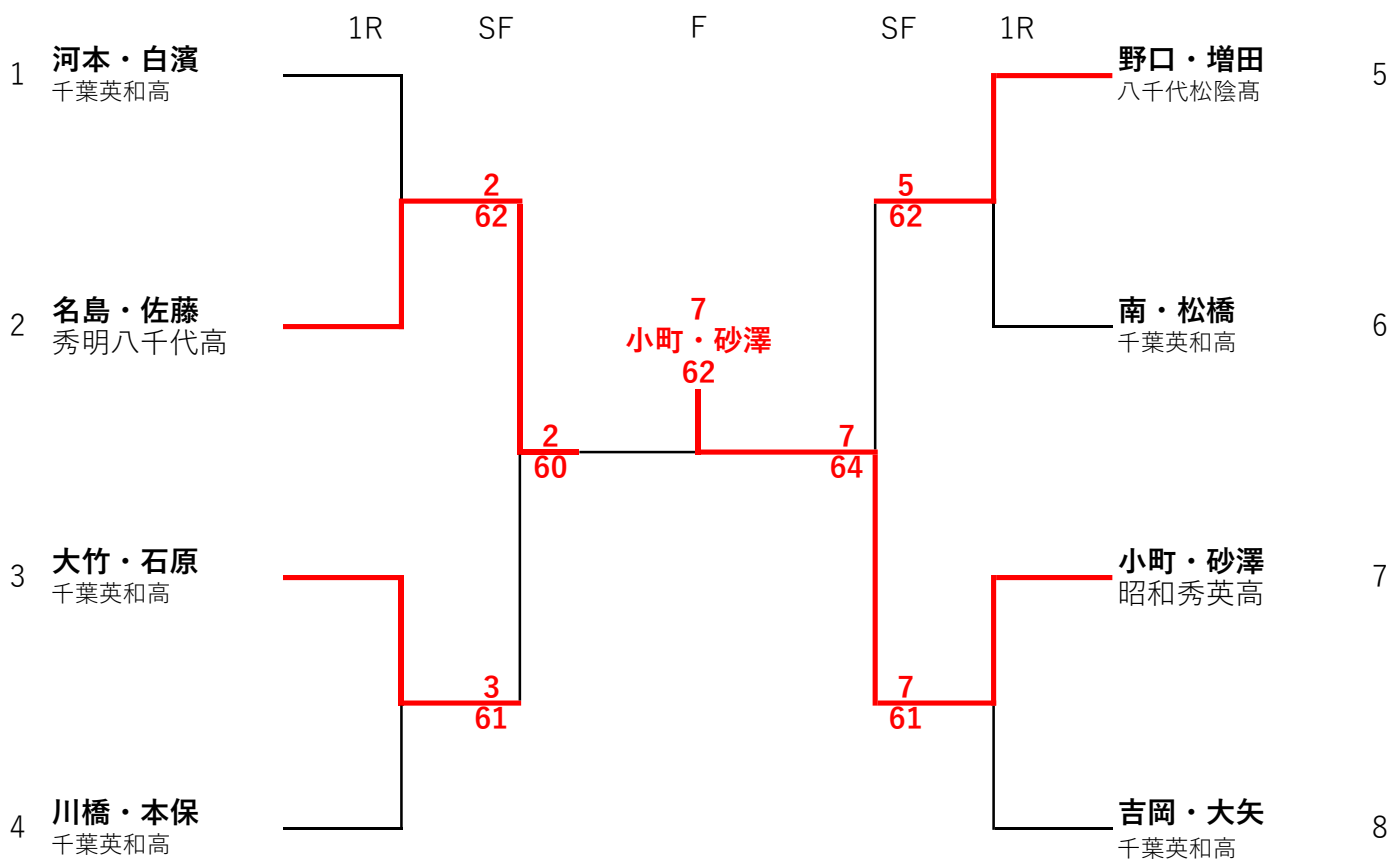 1R SF F SF 1R
1 河本・白濱
千葉英和高
野口・増田 5
八千代松陰髙
2
62
5
62
2 名島・佐藤
秀明八千代高
7
小町・砂澤
62
南・松橋 6
千葉英和高
2
60
7
64
3 大竹・石原
千葉英和高
小町・砂澤 7
昭和秀英高
3
61
7
61
4 川橋・本保
千葉英和高
吉岡・大矢 8
千葉英和高